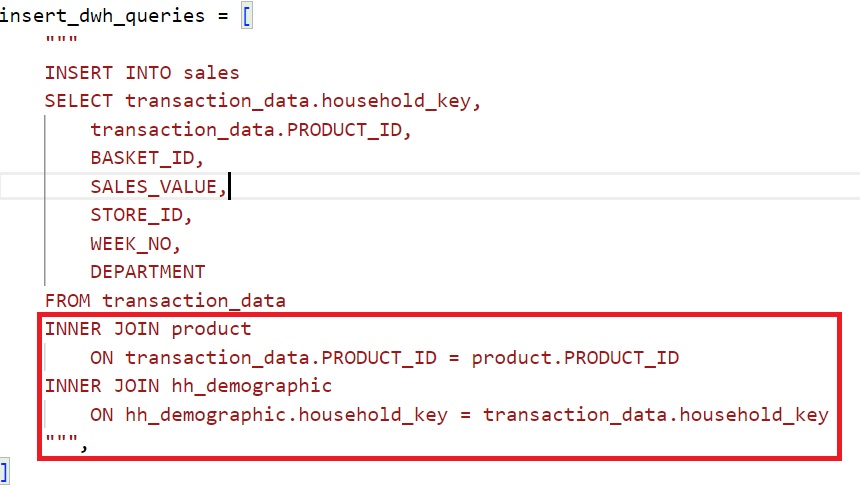 insert_dwh_queries = [
"""
INSERT INTO sales
SELECT transaction_data.household_key,
transaction_data.PRODUCT_ID,
BASKET_ID,
SALES_VALUE,
STORE_ID,
WEEK_NO,
DEPARTMENT
FROM transaction_data
INNER JOIN product
ON transaction_data.PRODUCT_ID = product.PRODUCT_ID
INNER JOIN hh_demographic
ON hh_demographic.household_key = transaction_data.household_key
""",
]